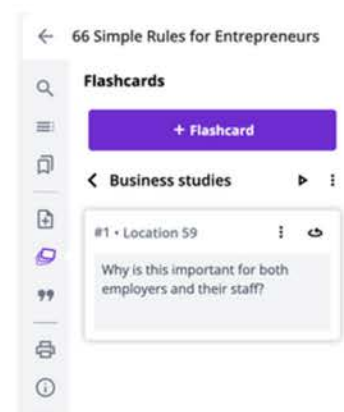 66 Simple Rules for Entrepreneurs
Flashcards
+ Flashcard
Business studies
#1 • Location 59
Why is this important for both
employers and their staff?